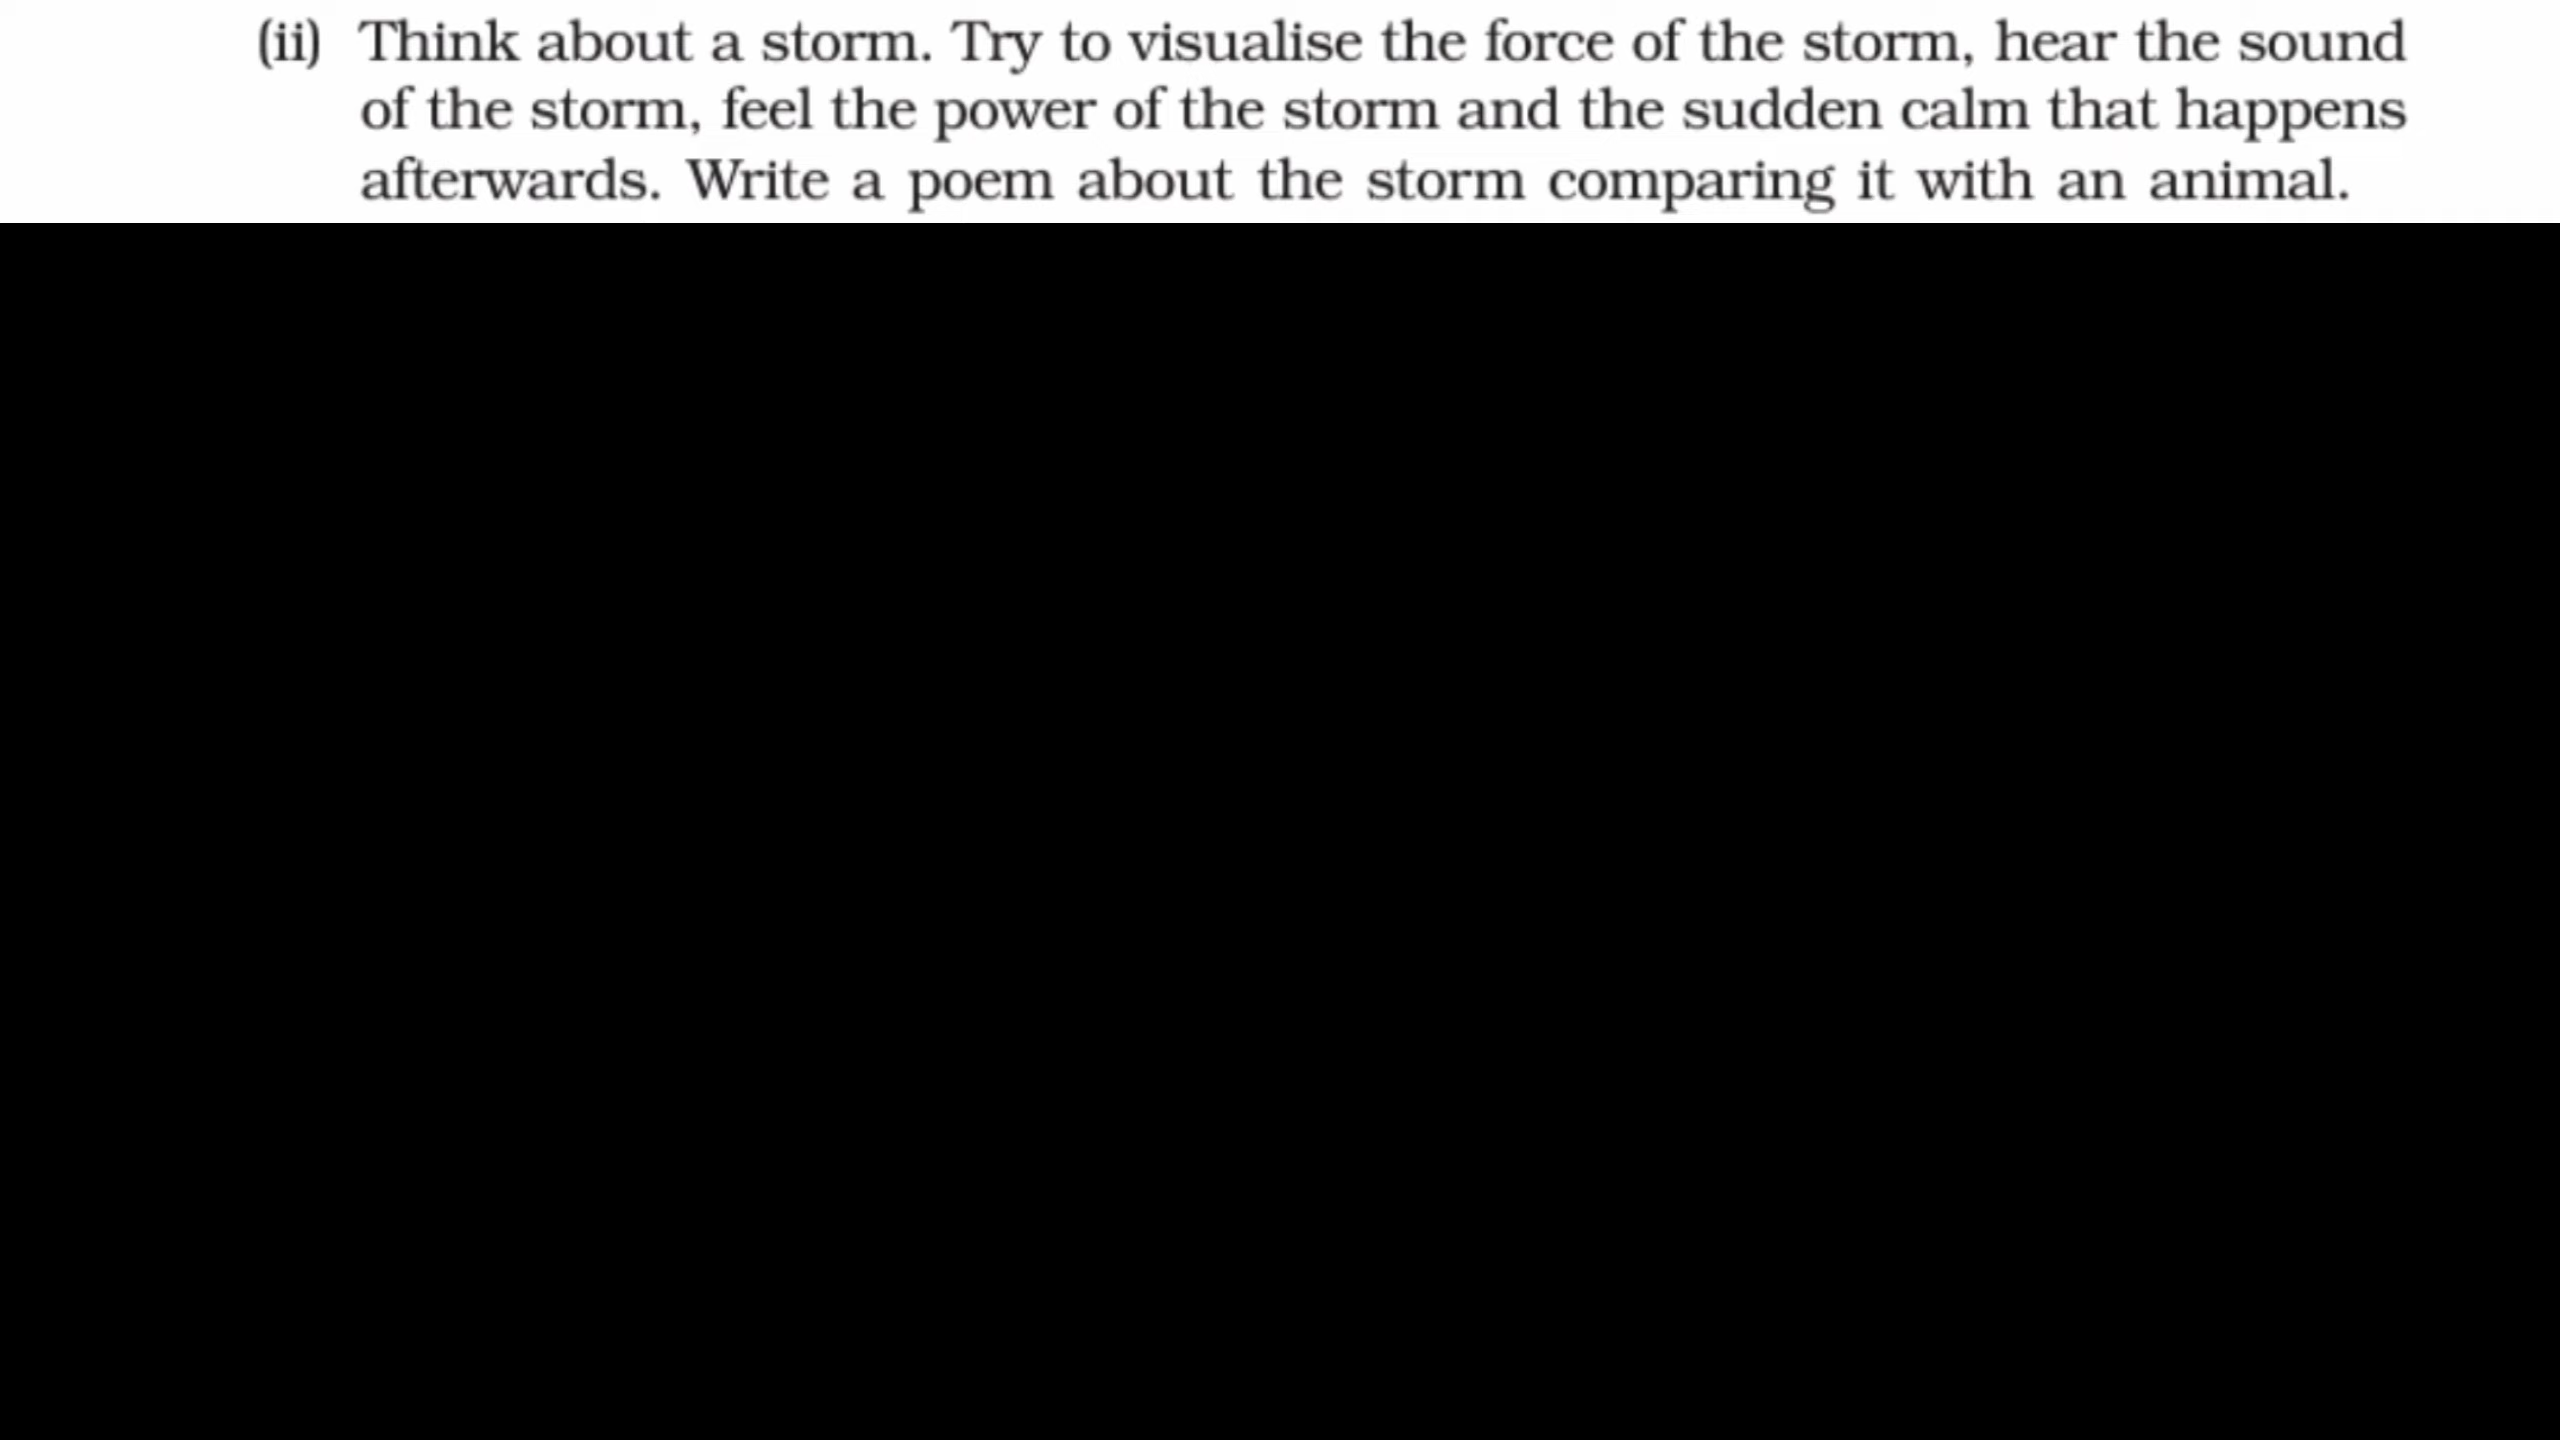 (ii) Think about a storm. Try to visualise the force of the storm, hear the sound
of the storm, feel the power of the storm and the sudden calm that happens
afterwards. Write a poem about the storm comparing it with an animal.